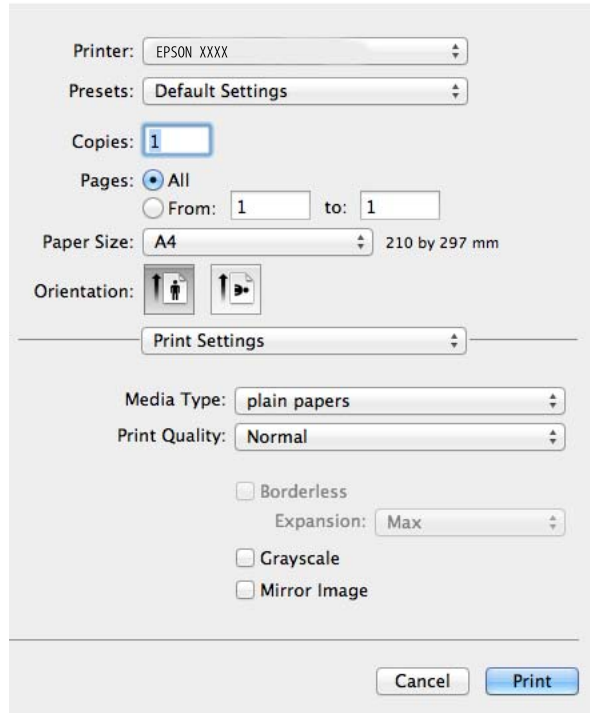 Printer: EPSON XXXX
Presets: Default Settings
Copies: 1
Pages: All
From: 1 to: 1
Paper Size: A4 210 by 297 mm
Orientation:
Print Settings
Media Type: plain papers
Print Quality: Normal
Borderless
Expansion: Max
Grayscale
Mirror Image
Cancel Print